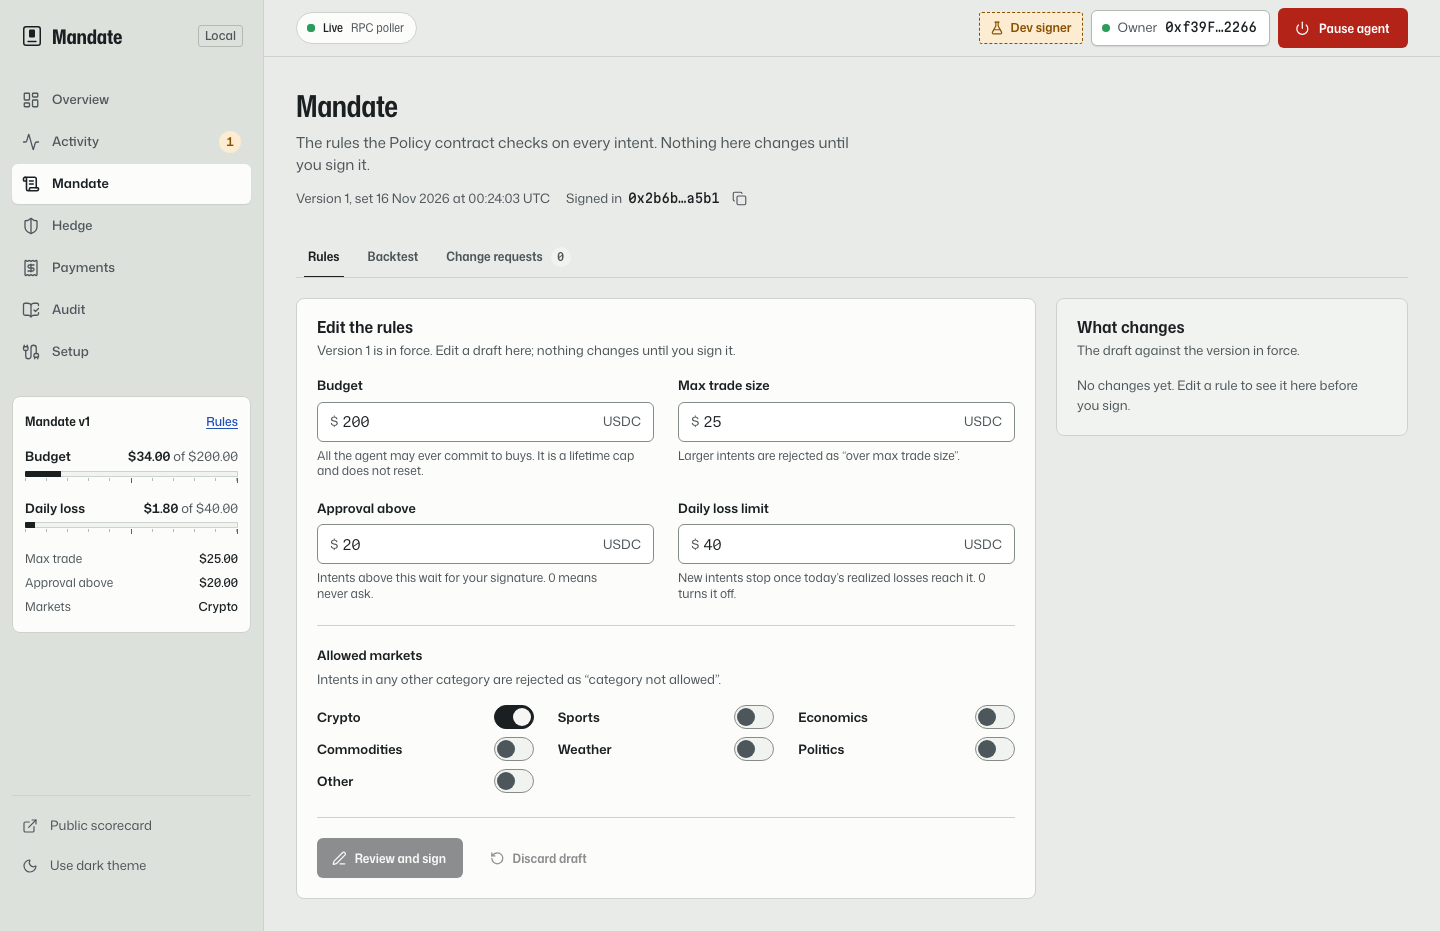 Mandate
Local
Overview
Activity
1
Mandate
Hedge
Payments
Audit
Setup
Mandate v1
Rules
Budget
$34.00 of $200.00
Daily loss
$1.80 of $40.00
Max trade
$25.00
Approval above
$20.00
Markets
Crypto
Public scorecard
Use dark theme
Live RPC poller
Dev signer
Owner 0xf39F…2266
Pause agent
Mandate
The rules the Policy contract checks on every intent. Nothing here changes until
you sign it.
Version 1, set 16 Nov 2026 at 00:24:03 UTC
Signed in 0x2b6b…a5b1
Rules
Backtest
Change requests 0
Edit the rules
Version 1 is in force. Edit a draft here; nothing changes until you sign it.
Budget
$ 200 USDC
All the agent may ever commit to buys. It is a lifetime cap
and does not reset.
Max trade size
$ 25 USDC
Larger intents are rejected as “over max trade size”.
Approval above
$ 20 USDC
Intents above this wait for your signature. 0 means
never ask.
Daily loss limit
$ 40 USDC
New intents stop once today’s realized losses reach it. 0
turns it off.
Allowed markets
Intents in any other category are rejected as “category not allowed”.
Crypto
Sports
Economics
Commodities
Weather
Politics
Other
Review and sign
Discard draft
What changes
The draft against the version in force.
No changes yet. Edit a rule to see it here before
you sign.